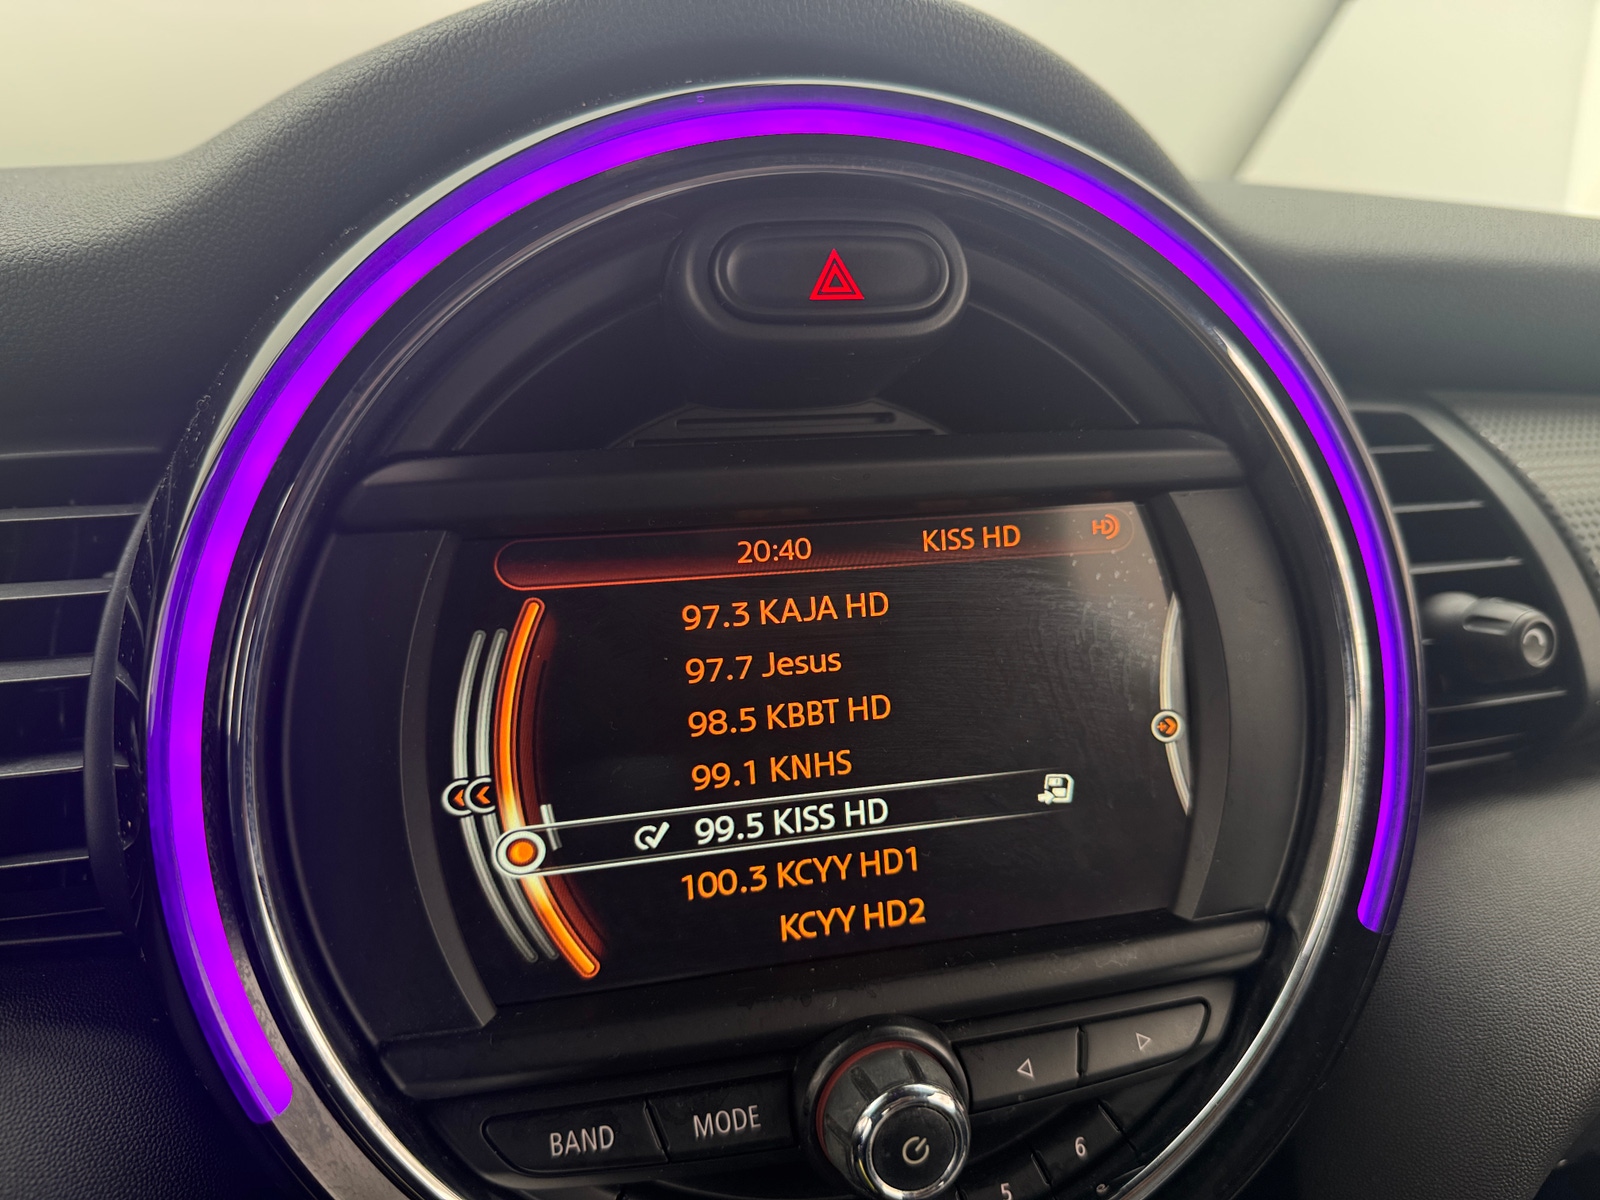 20:40 KISS HD HD
97.3 KAJA HD
97.7 Jesus
98.5 KBBT HD
99.1 KNHS
99.5 KISS HD
100.3 KCYY HD1
KCYY HD2
BAND MODE
5 6